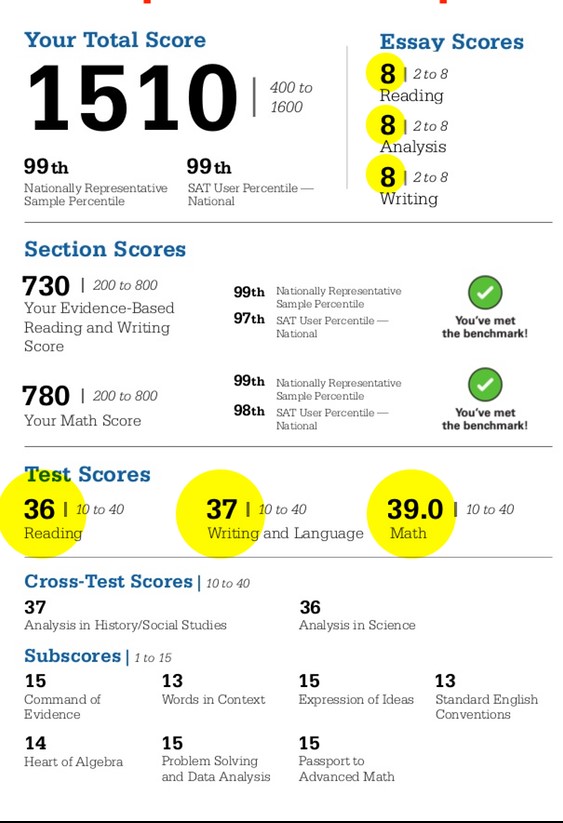 Your Total Score
1510 | 400 to
1600
99th
Nationally Representative
Sample Percentile
99th
SAT User Percentile —
National
Essay Scores
8 | 2 to 8
Reading
8 | 2 to 8
Analysis
8 | 2 to 8
Writing
Section Scores
730 | 200 to 800
Your Evidence-Based
Reading and Writing
Score
99th Nationally Representative
Sample Percentile
97th SAT User Percentile —
National
You've met
the benchmark!
780 | 200 to 800
Your Math Score
99th Nationally Representative
Sample Percentile
98th SAT User Percentile —
National
You've met
the benchmark!
Test Scores
36 | 10 to 40
Reading
37 | 10 to 40
Writing and Language
39.0 | 10 to 40
Math
Cross-Test Scores | 10 to 40
37
Analysis in History/Social Studies
36
Analysis in Science
Subscores | 1 to 15
15
Command of
Evidence
13
Words in Context
15
Expression of Ideas
13
Standard English
Conventions
14
Heart of Algebra
15
Problem Solving
and Data Analysis
15
Passport to
Advanced Math